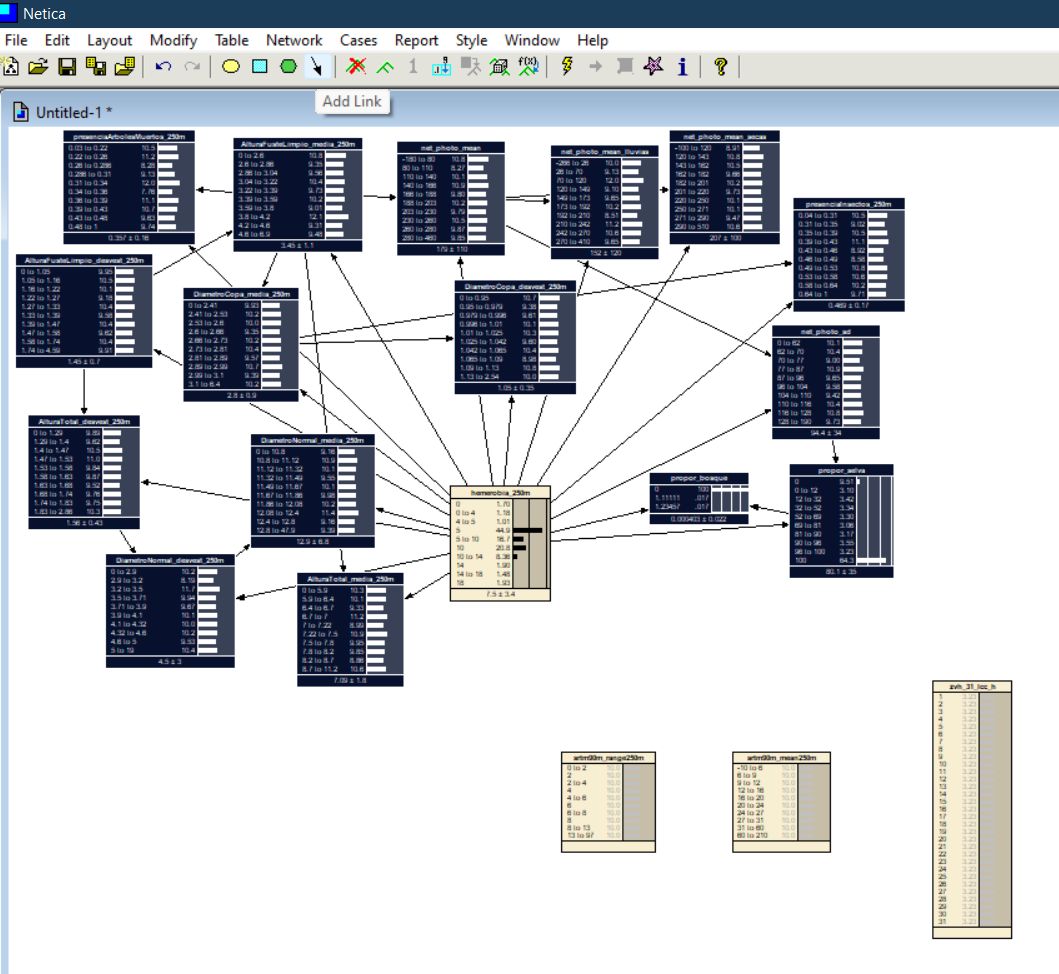 Netica
File Edit Layout Modify Table Network Cases Report Style Window Help
Add Link
Untitled-1 *
presenciaArbolesMuertos_250m
0.03 to 0.22 10.5
0.22 to 0.26 11.2
0.26 to 0.286 8.28
0.286 to 0.31 9.13
0.31 to 0.34 12.0
0.34 to 0.36 7.76
0.36 to 0.39 11.1
0.39 to 0.43 10.7
0.43 to 0.48 9.63
0.48 to 1 9.74
0.357 ± 0.16
AlturaFusteLimpio_media_250m
0 to 2.6 10.8
2.6 to 2.86 9.35
2.86 to 3.04 9.56
3.04 to 3.22 10.4
3.22 to 3.39 9.73
3.39 to 3.59 10.2
3.59 to 3.8 9.01
3.8 to 4.2 12.1
4.2 to 4.6 9.31
4.6 to 6.9 9.48
3.45 ± 1.1
net_photo_mean
-180 to 80 10.8
80 to 110 8.27
110 to 140 10.1
140 to 166 10.9
166 to 188 9.80
188 to 203 10.2
203 to 230 9.79
230 to 260 10.5
260 to 280 9.87
280 to 460 9.85
179 ± 110
net_photo_mean_lluvias
-266 to 26 10.0
26 to 70 9.13
70 to 120 12.0
120 to 149 9.10
149 to 173 9.65
173 to 192 10.2
192 to 210 8.51
210 to 242 11.2
242 to 270 10.6
270 to 410 9.65
152 ± 120
net_photo_mean_secas
-100 to 120 8.91
120 to 143 10.8
143 to 162 10.5
162 to 182 9.66
182 to 201 10.2
201 to 220 9.73
220 to 250 10.1
250 to 271 10.1
271 to 290 9.47
290 to 510 10.6
207 ± 100
presenciaInsectos_250m
0.04 to 0.31 10.5
0.31 to 0.35 9.02
0.35 to 0.39 10.5
0.39 to 0.43 11.1
0.43 to 0.46 8.92
0.46 to 0.49 8.58
0.49 to 0.53 10.8
0.53 to 0.58 10.6
0.58 to 0.64 10.2
0.64 to 1 9.71
0.469 ± 0.17
AlturaFusteLimpio_desvest_250m
0 to 1.05 9.95
1.05 to 1.16 10.5
1.16 to 1.22 10.1
1.22 to 1.27 9.18
1.27 to 1.33 10.4
1.33 to 1.39 9.58
1.39 to 1.47 10.4
1.47 to 1.58 9.62
1.58 to 1.74 10.4
1.74 to 4.59 9.91
1.45 ± 0.7
DiametroCopa_media_250m
0 to 2.41 9.93
2.41 to 2.53 10.2
2.53 to 2.6 10.0
2.6 to 2.66 9.35
2.66 to 2.73 10.2
2.73 to 2.81 10.4
2.81 to 2.89 9.57
2.89 to 2.99 10.7
2.99 to 3.1 9.39
3.1 to 6.4 10.2
2.8 ± 0.9
DiametroCopa_desvest_250m
0 to 0.95 10.7
0.95 to 0.979 9.38
0.979 to 0.996 9.61
0.996 to 1.01 10.1
1.01 to 1.025 10.3
1.025 to 1.042 9.60
1.042 to 1.065 10.4
1.065 to 1.09 8.98
1.09 to 1.13 10.8
1.13 to 2.54 10.0
1.05 ± 0.35
net_photo_sd
0 to 62 10.1
62 to 70 10.4
70 to 77 9.00
77 to 87 10.9
87 to 96 9.65
96 to 104 9.58
104 to 110 9.42
110 to 116 10.4
116 to 128 10.8
128 to 190 9.73
94.4 ± 34
AlturaTotal_desvest_250m
0 to 1.29 9.89
1.29 to 1.4 9.62
1.4 to 1.47 10.5
1.47 to 1.53 11.0
1.53 to 1.58 9.84
1.58 to 1.63 9.87
1.63 to 1.68 9.52
1.68 to 1.74 9.76
1.74 to 1.83 9.75
1.83 to 2.86 10.3
1.56 ± 0.43
DiametroNormal_media_250m
0 to 10.8 9.16
10.8 to 11.12 10.9
11.12 to 11.32 10.1
11.32 to 11.49 9.55
11.49 to 11.67 10.1
11.67 to 11.86 9.98
11.86 to 12.08 10.2
12.08 to 12.4 11.4
12.4 to 12.8 9.16
12.8 to 47.9 9.39
12.9 ± 6.8
hemerobia_250m
0 1.70
0 to 4 1.18
4 to 5 1.01
5 44.9
5 to 10 16.7
10 20.8
10 to 14 8.36
14 1.90
14 to 18 1.48
18 1.93
7.5 ± 3.4
propor_bosque
0 100
1.11111 .017
1.23457 .017
0.000403 ± 0.022
propor_selva
0 9.51
0 to 12 3.10
12 to 32 3.42
32 to 52 3.34
52 to 69 3.30
69 to 81 3.06
81 to 90 3.17
90 to 96 3.55
96 to 100 3.23
100 64.3
80.1 ± 35
DiametroNormal_desvest_250m
0 to 2.9 10.2
2.9 to 3.2 8.19
3.2 to 3.5 11.7
3.5 to 3.71 9.94
3.71 to 3.9 9.67
3.9 to 4.1 10.1
4.1 to 4.32 10.0
4.32 to 4.6 10.2
4.6 to 5 9.53
5 to 19 10.4
4.5 ± 3
AlturaTotal_media_250m
0 to 5.9 10.3
5.9 to 6.4 10.1
6.4 to 6.7 9.33
6.7 to 7 11.2
7 to 7.22 8.99
7.22 to 7.5 10.9
7.5 to 7.8 9.95
7.8 to 8.2 9.85
8.2 to 8.7 8.86
8.7 to 11.2 10.6
7.09 ± 1.8
zvh_31_lcc_h
1 3.23
2 3.23
3 3.23
4 3.23
5 3.23
6 3.23
7 3.23
8 3.23
9 3.23
10 3.23
11 3.23
12 3.23
13 3.23
14 3.23
15 3.23
16 3.23
17 3.23
18 3.23
19 3.23
20 3.23
21 3.23
22 3.23
23 3.23
24 3.23
25 3.23
26 3.23
27 3.23
28 3.23
29 3.23
30 3.23
31 3.23
srtm90m_range250m
0 to 2 10.0
2 10.0
2 to 4 10.0
4 10.0
4 to 6 10.0
6 10.0
6 to 8 10.0
8 10.0
8 to 13 10.0
13 to 97 10.0
srtm90m_mean250m
-10 to 6 10.0
6 to 9 10.0
9 to 12 10.0
12 to 16 10.0
16 to 20 10.0
20 to 24 10.0
24 to 27 10.0
27 to 31 10.0
31 to 60 10.0
60 to 210 10.0